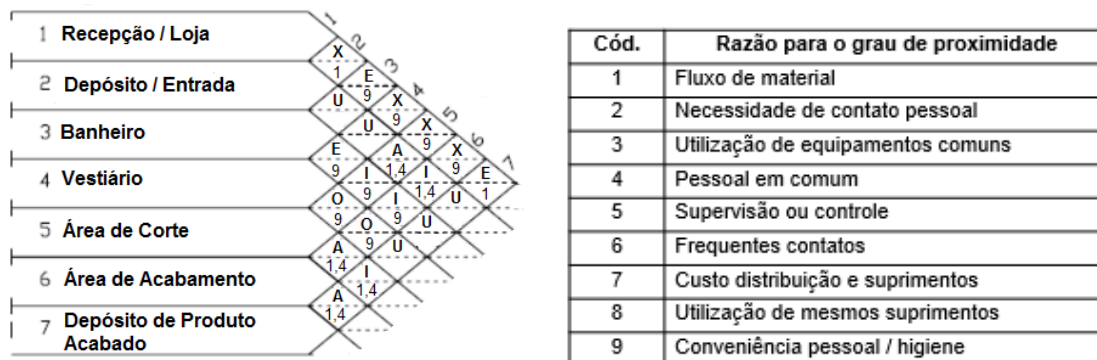 1 Recepção / Loja
2 Depósito / Entrada
3 Banheiro
4 Vestiário
5 Área de Corte
6 Área de Acabamento
7 Depósito de Produto
Acabado
1
2
3
4
5
6
7
X
1
U
E
9
O
9
A
1,4
A
1,4
E
9
U
I
9
O
9
I
1,4
X
9
A
1,4
I
9
U
X
9
I
1,4
U
X
9
U
E
1
Cód. Razão para o grau de proximidade
1 Fluxo de material
2 Necessidade de contato pessoal
3 Utilização de equipamentos comuns
4 Pessoal em comum
5 Supervisão ou controle
6 Frequentes contatos
7 Custo distribuição e suprimentos
8 Utilização de mesmos suprimentos
9 Conveniência pessoal / higiene